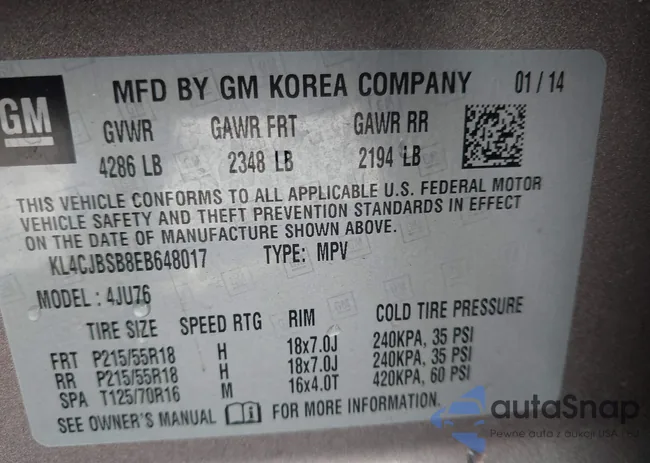 GM
MFD BY GM KOREA COMPANY 01/14
GVWR GAWR FRT GAWR RR
4286 LB 2348 LB 2194 LB
THIS VEHICLE CONFORMS TO ALL APPLICABLE U.S. FEDERAL MOTOR
VEHICLE SAFETY AND THEFT PREVENTION STANDARDS IN EFFECT
ON THE DATE OF MANUFACTURE SHOWN ABOVE.
KL4CJBSB8EB648017 TYPE: MPV
MODEL: 4JU76
TIRE SIZE SPEED RTG RIM COLD TIRE PRESSURE
FRT P215/55R18 H 18x7.0J 240KPA, 35 PSI
RR P215/55R18 H 18x7.0J 240KPA, 35 PSI
SPA T125/70R16 M 16x4.0T 420KPA, 60 PSI
SEE OWNER'S MANUAL FOR MORE INFORMATION.
autaSnap
Pewne auto z aukcji USA